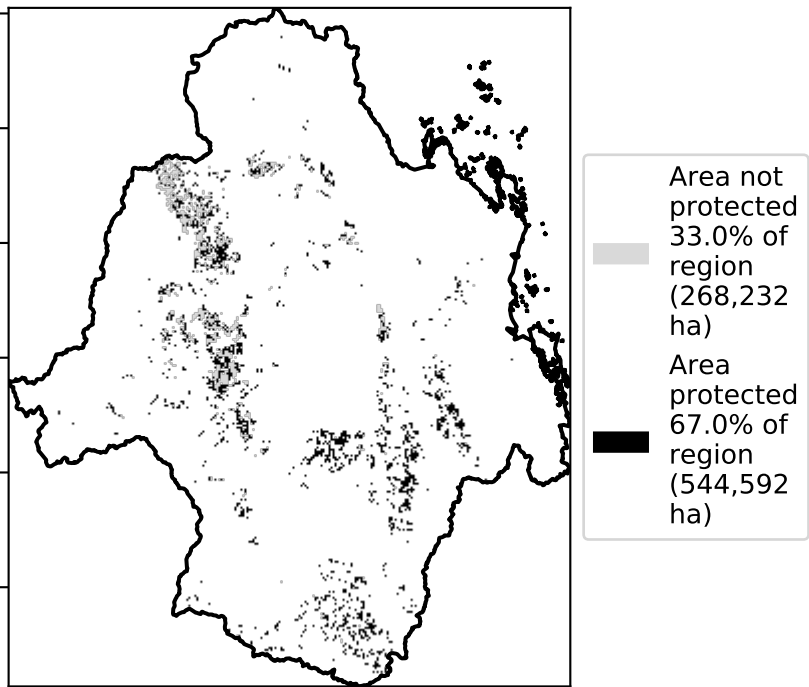 Area not
protected
33.0% of
region
(268,232
ha)
Area
protected
67.0% of
region
(544,592
ha)